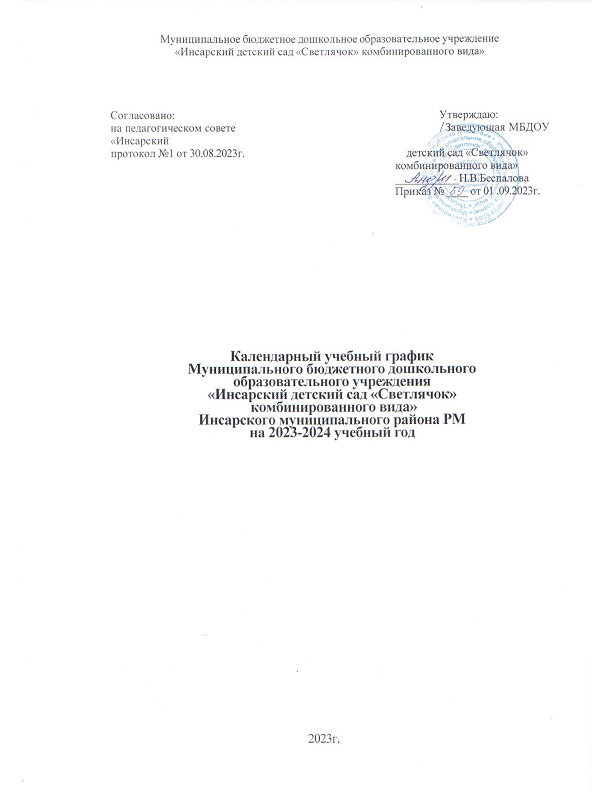 Муниципальное бюджетное дошкольное образовательное учреждение
«Инсарский детский сад «Светлячок» комбинированного вида»
Согласовано:
на педагогическом совете
«Инсарский
протокол №1 от 30.08.2023г.
Утверждаю:
/Заведующая МБДОУ
детский сад «Светлячок»
комбинированного вида»
Н.В.Беспалова
Приказ № 59 от 01 .09.2023г.
Календарный учебный график
Муниципального бюджетного дошкольного
образовательного учреждения
«Инсарский детский сад «Светлячок»
комбинированного вида»
Инсарского муниципального района РМ
на 2023-2024 учебный год
2023г.